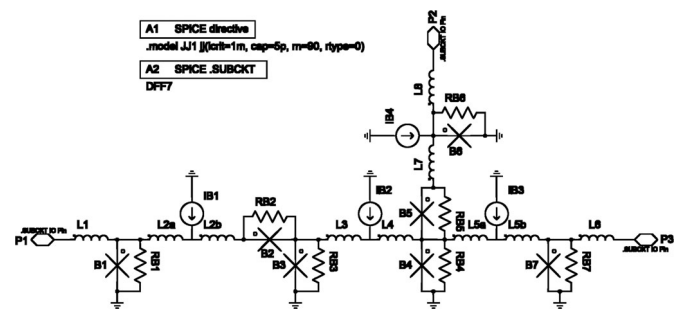 A1 SPICE directive
.model JJ1 jj(icrit=1m, cap=5p, rn=90, rtype=0)
A2 SPICE .SUBCKT
DFF7
P2
.SUBCKT IO Pin
L8
RB6
IB4
B6
L7
IB1
RB2
IB2
B5
RB5
IB3
.SUBCKT IO Pin
P1
L1
L2a
L2b
B2
L3
L4
L5a
L5b
L6
P3
.SUBCKT IO Pin
B1
RB1
B3
RB3
B4
RB4
B7
RB7